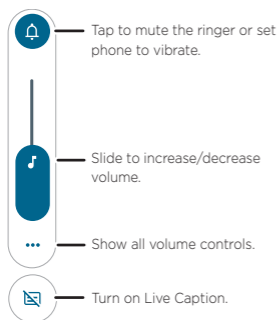 Tap to mute the ringer or set
phone to vibrate.
Slide to increase/decrease
volume.
Show all volume controls.
Turn on Live Caption.